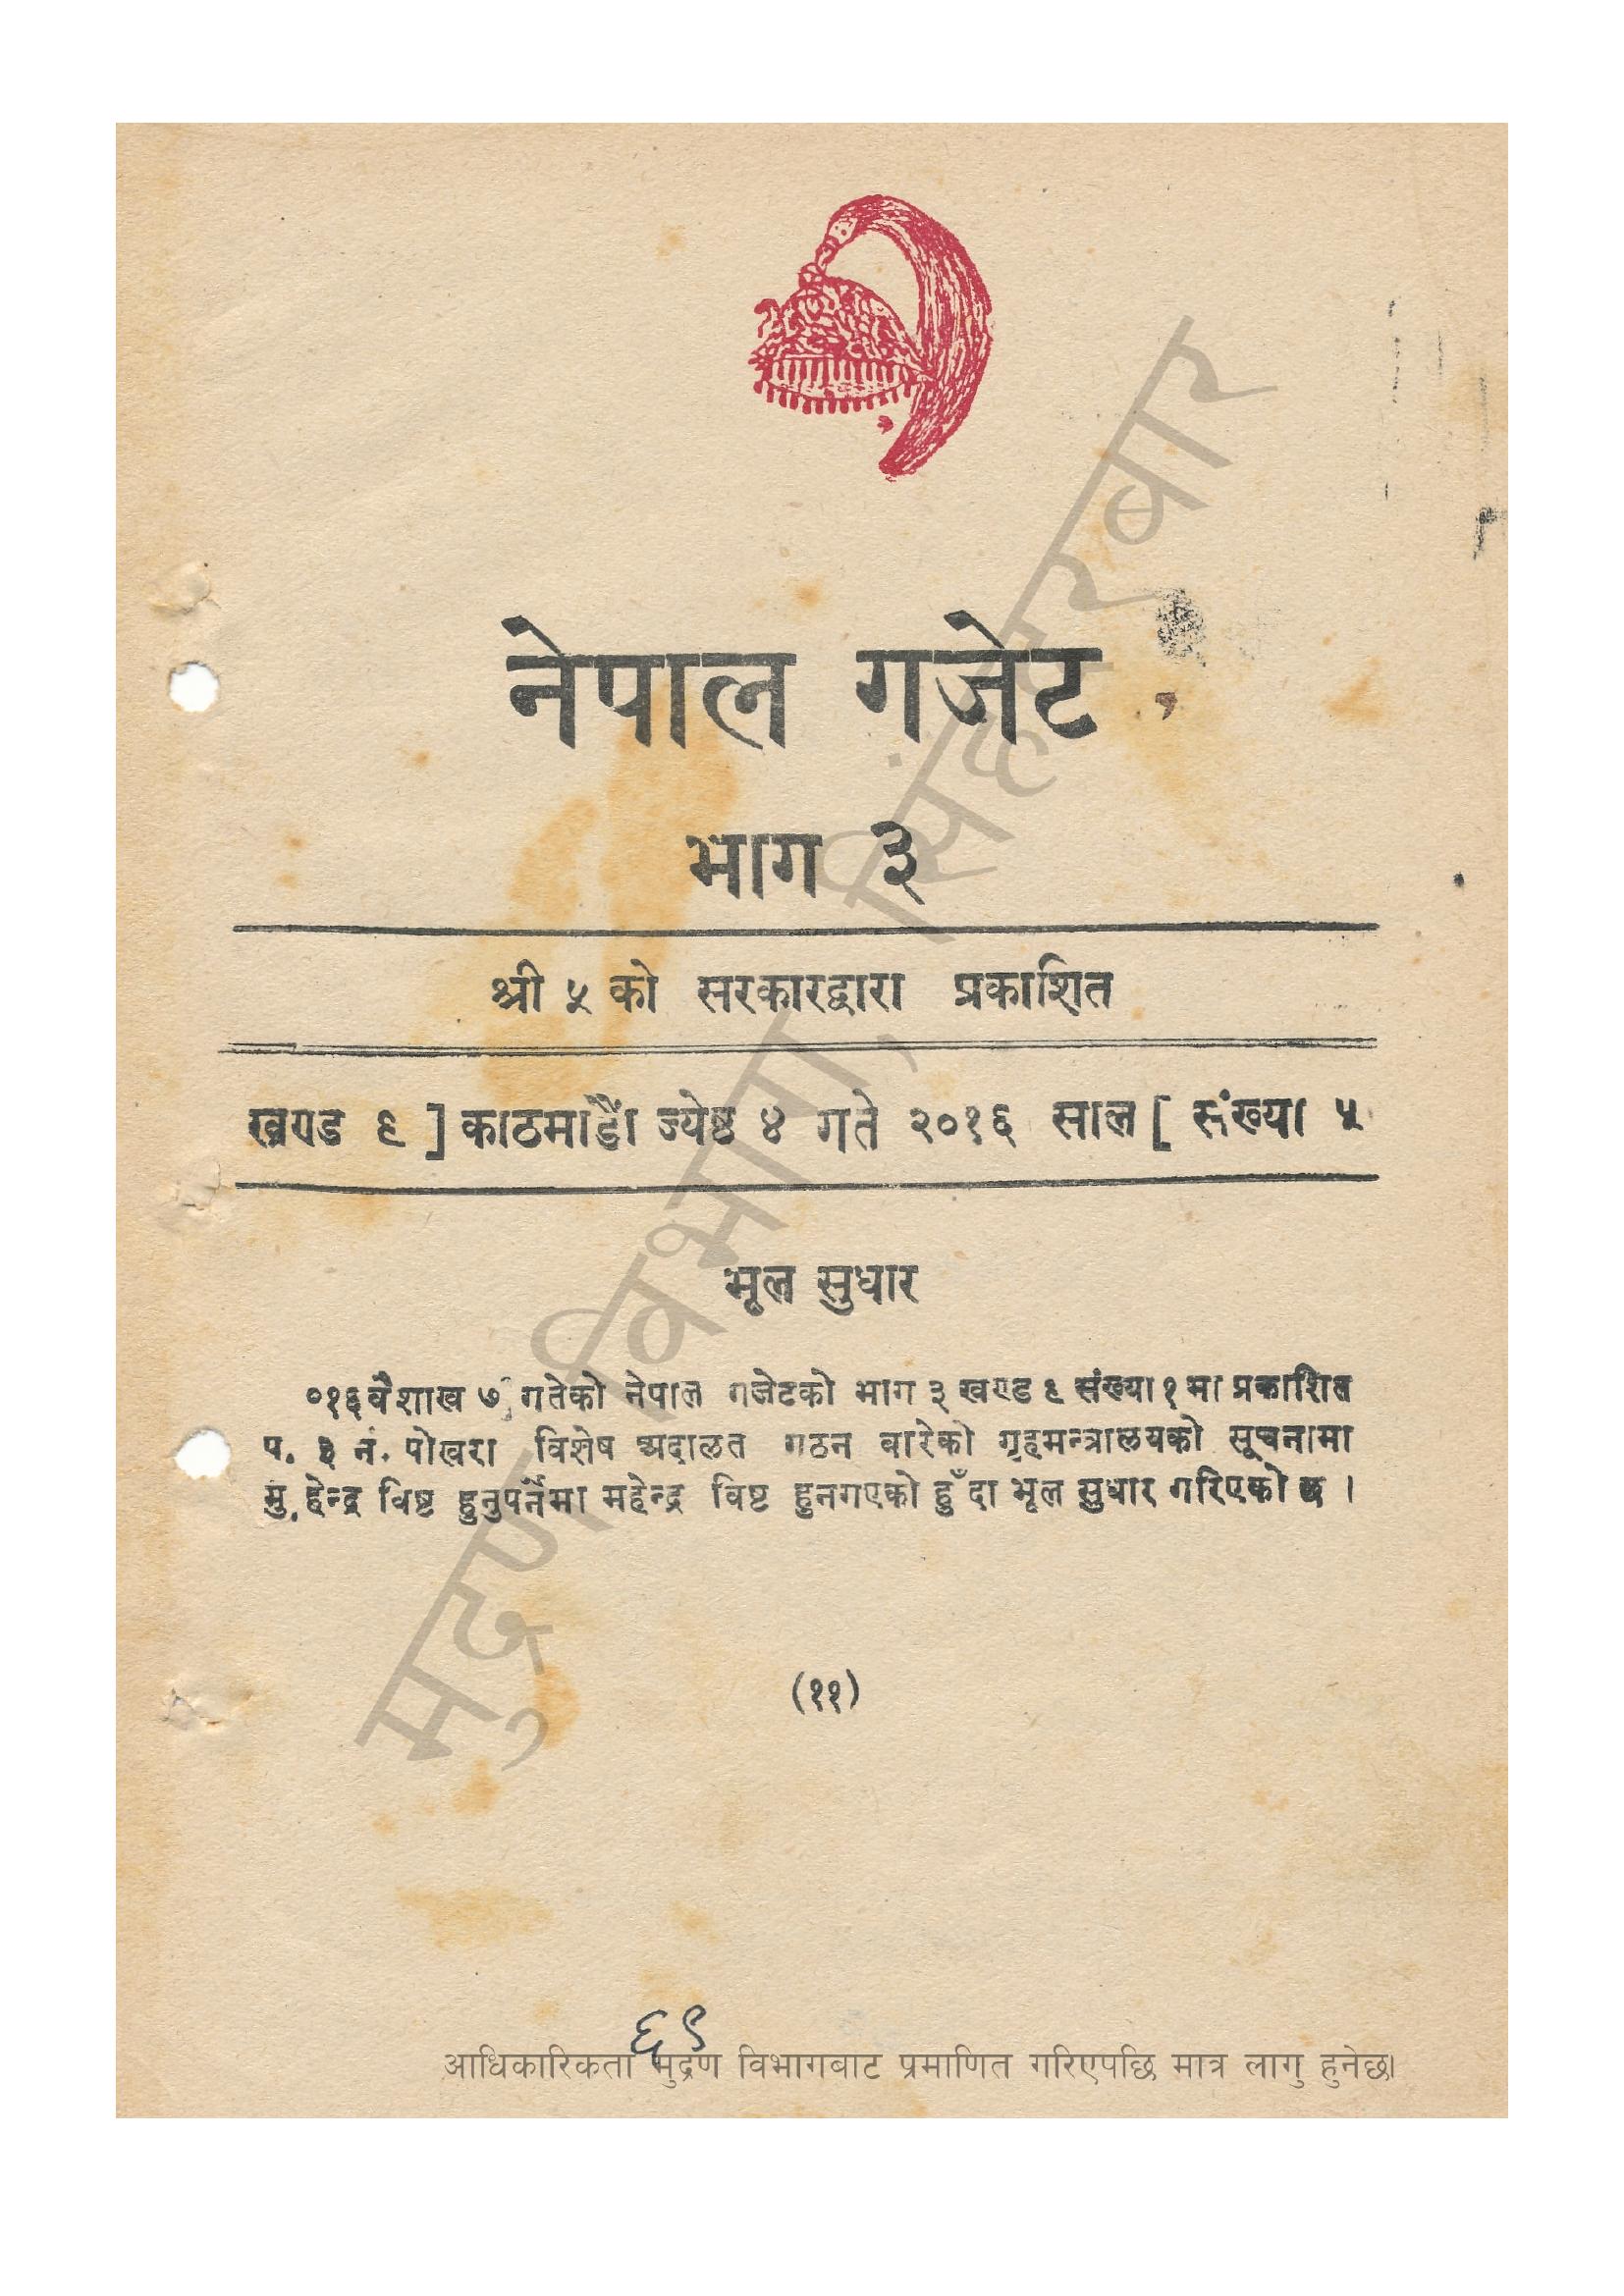 नेपाल गजेट
भाग ३
श्री ५ को सरकारद्वारा प्रकाशित
खण्ड ९ ] काठमाडौं ज्येष्ठ ४ गते २०१६ साल [ संख्या ५
भूल सुधार
०१६ वैशाख ७ गतेको नेपाल गजेटको भाग ३ खण्ड ९ संख्या १ मा प्रकाशित
प. ३ नं. पोखरा विशेष अदालत गठन बारेको गृहमन्त्रालयको सूचनामा
मु. हेन्द्र विष्ट हुनुपर्नेमा महेन्द्र विष्ट हुनगएको हुँदा भूल सुधार गरिएको छ ।
(११)
६९
आधिकारिकता मुद्रण विभागबाट प्रमाणित गरिएपछि मात्र लागु हुनेछ।
मुद्रण विभाग, सिंहदरबार